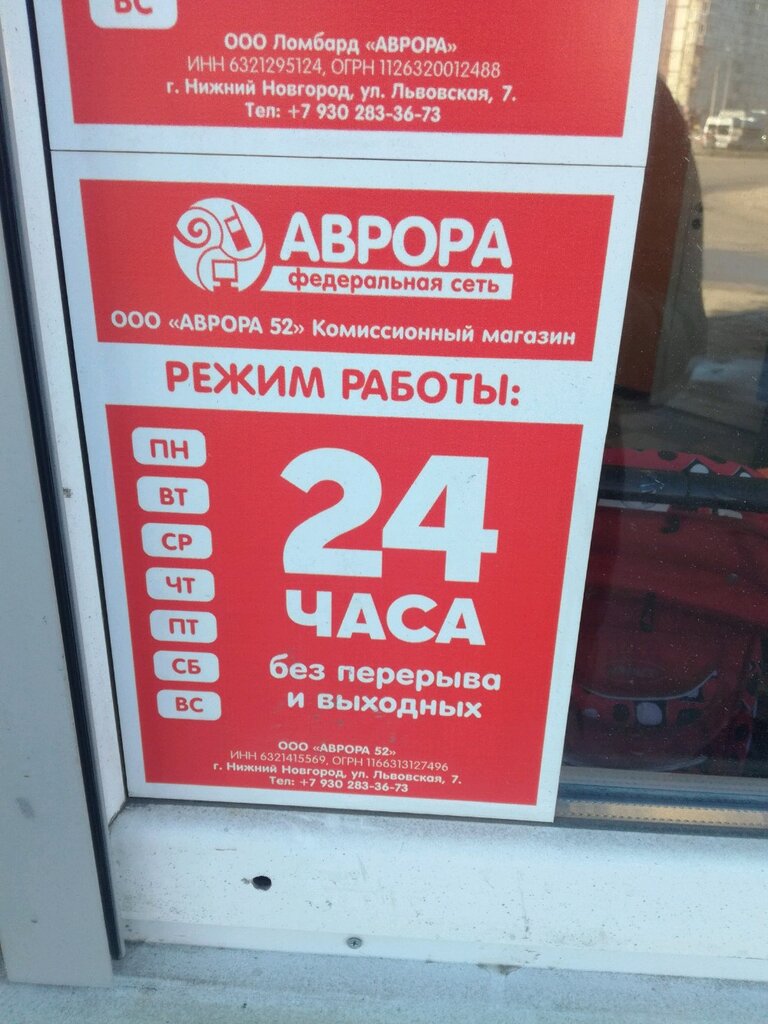 ВС
ООО Ломбард «АВРОРА»
ИНН 6321295124, ОГРН 1126320012488
г. Нижний Новгород, ул. Львовская, 7.
Тел: +7 930 283-36-73
АВРОРА
федеральная сеть
ООО «АВРОРА 52» Комиссионный магазин
РЕЖИМ РАБОТЫ:
ПН
ВТ
СР
ЧТ
ПТ
СБ
ВС
24
ЧАСА
без перерыва
и выходных
ООО «АВРОРА 52»
ИНН 6321415569, ОГРН 1166313127496
г. Нижний Новгород, ул. Львовская, 7.
Тел: +7 930 283-36-73